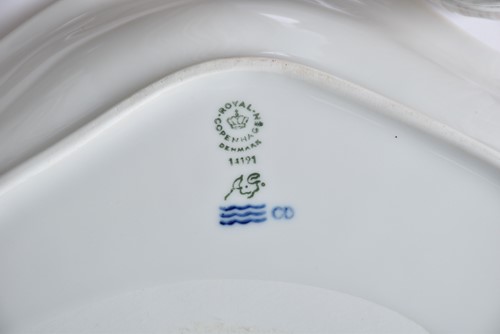 ROYAL
COPENHAGEN
DENMARK
11191
CD